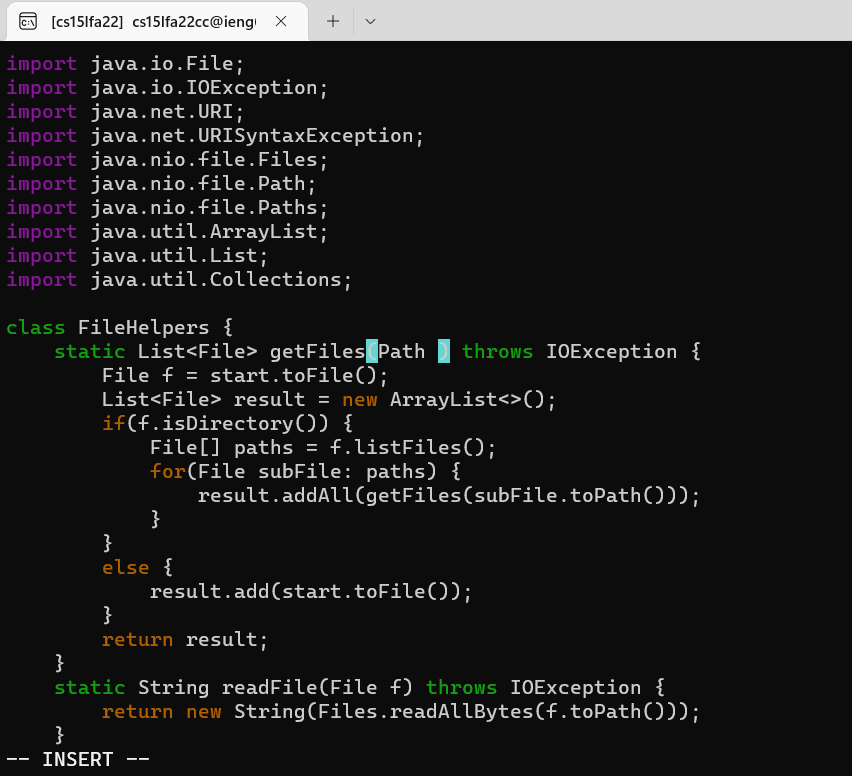 [cs15lfa22] cs15lfa22cc@ieng
import java.io.File;
import java.io.IOException;
import java.net.URI;
import java.net.URISyntaxException;
import java.nio.file.Files;
import java.nio.file.Path;
import java.nio.file.Paths;
import java.util.ArrayList;
import java.util.List;
import java.util.Collections;

class FileHelpers {
    static List<File> getFiles(Path ) throws IOException {
        File f = start.toFile();
        List<File> result = new ArrayList<>();
        if(f.isDirectory()) {
            File[] paths = f.listFiles();
            for(File subFile: paths) {
                result.addAll(getFiles(subFile.toPath()));
            }
        }
        else {
            result.add(start.toFile());
        }
        return result;
    }
    static String readFile(File f) throws IOException {
        return new String(Files.readAllBytes(f.toPath()));
    }
-- INSERT --